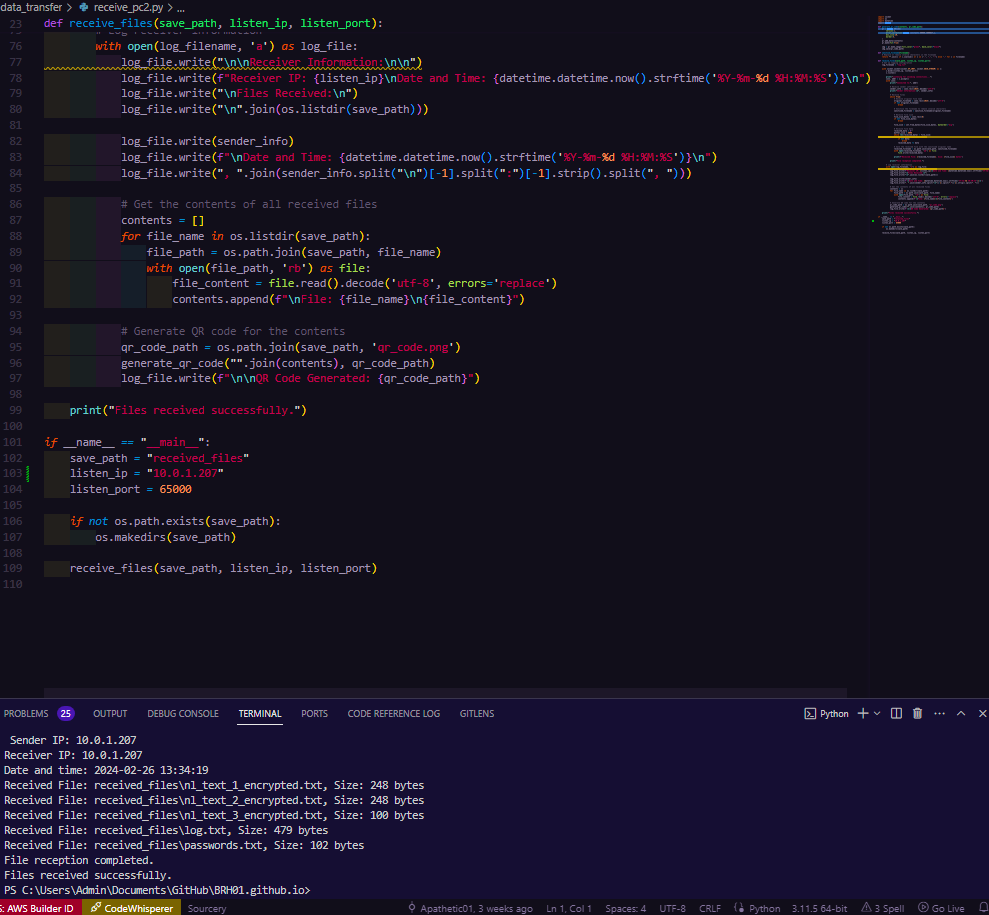 data_transfer > receive_pc2.py > ...
23 def receive_files(save_path, listen_ip, listen_port):
76 with open(log_filename, 'a') as log_file:
77 log_file.write("\n\nReceiver Information:\n\n")
78 log_file.write(f"Receiver IP: {listen_ip}\nDate and Time: {datetime.datetime.now().strftime('%Y-%m-%d %H:%M:%S')}\n")
79 log_file.write("\nFiles Received:\n")
80 log_file.write("\n".join(os.listdir(save_path)))
81
82 log_file.write(sender_info)
83 log_file.write(f"\nDate and Time: {datetime.datetime.now().strftime('%Y-%m-%d %H:%M:%S')}\n")
84 log_file.write(", ".join(sender_info.split("\n")[-1].split(":")[-1].strip().split(", ")))
85
86 # Get the contents of all received files
87 contents = []
88 for file_name in os.listdir(save_path):
89 file_path = os.path.join(save_path, file_name)
90 with open(file_path, 'rb') as file:
91 file_content = file.read().decode('utf-8', errors='replace')
92 contents.append(f"\nFile: {file_name}\n{file_content}")
93
94 # Generate QR code for the contents
95 qr_code_path = os.path.join(save_path, 'qr_code.png')
96 generate_qr_code("".join(contents), qr_code_path)
97 log_file.write(f"\n\nQR Code Generated: {qr_code_path}")
98
99 print("Files received successfully.")
100
101 if __name__ == "__main__":
102 save_path = "received_files"
103 listen_ip = "10.0.1.207"
104 listen_port = 65000
105
106 if not os.path.exists(save_path):
107 os.makedirs(save_path)
108
109 receive_files(save_path, listen_ip, listen_port)
110
PROBLEMS 25 OUTPUT DEBUG CONSOLE TERMINAL PORTS CODE REFERENCE LOG GITLENS Python
Sender IP: 10.0.1.207
Receiver IP: 10.0.1.207
Date and time: 2024-02-26 13:34:19
Received File: received_files\nl_text_1_encrypted.txt, Size: 248 bytes
Received File: received_files\nl_text_2_encrypted.txt, Size: 248 bytes
Received File: received_files\nl_text_3_encrypted.txt, Size: 100 bytes
Received File: received_files\log.txt, Size: 479 bytes
Received File: received_files\passwords.txt, Size: 102 bytes
File reception completed.
Files received successfully.
PS C:\Users\Admin\Documents\GitHub\BRH01.github.io>
AWS Builder ID CodeWhisperer Sourcery Apathetic01, 3 weeks ago Ln 1, Col 1 Spaces: 4 UTF-8 CRLF Python 3.11.5 64-bit 3 Spell Go Live